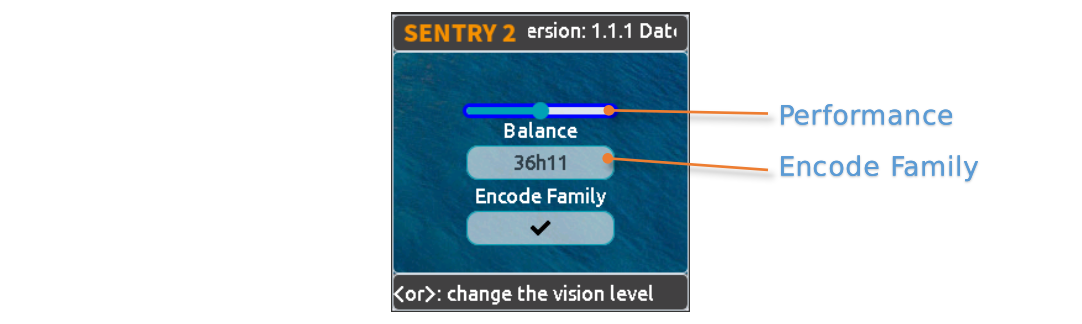 SENTRY 2 ersion: 1.1.1 Dat
Performance
Balance
36h11
Encode Family
Encode Family
<or>: change the vision level